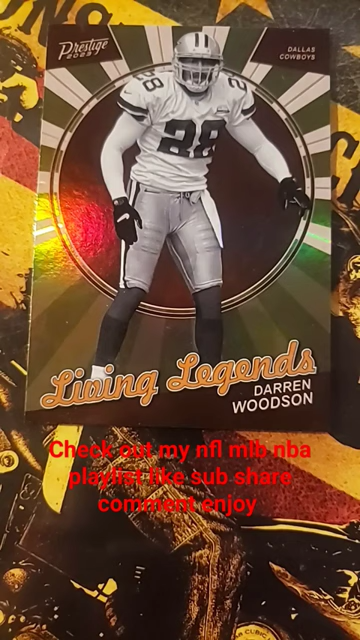 Prestige
2023
DALLAS
COWBOYS
28
28
Living Legends
DARREN
WOODSON
Check out my nfl mlb nba
playlist like sub share
comment enjoy